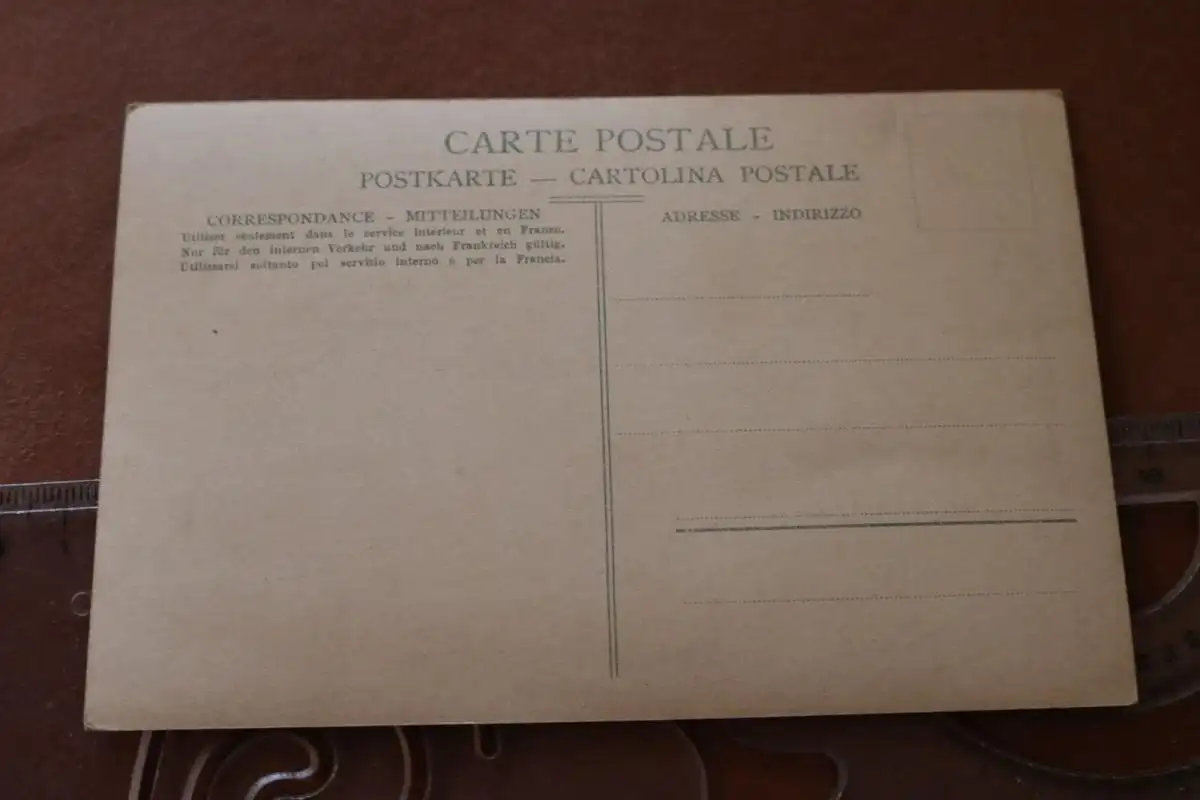 CARTE POSTALE
POSTKARTE — CARTOLINA POSTALE
CORRESPONDANCE - MITTEILUNGEN
Utiliser seulement dans le service intérieur et en France.
Nur für den internen Verkehr und nach Frankreich gültig.
Utilizzarsi soltanto pel servizio interno e per la Francia.
ADRESSE - INDIRIZZO